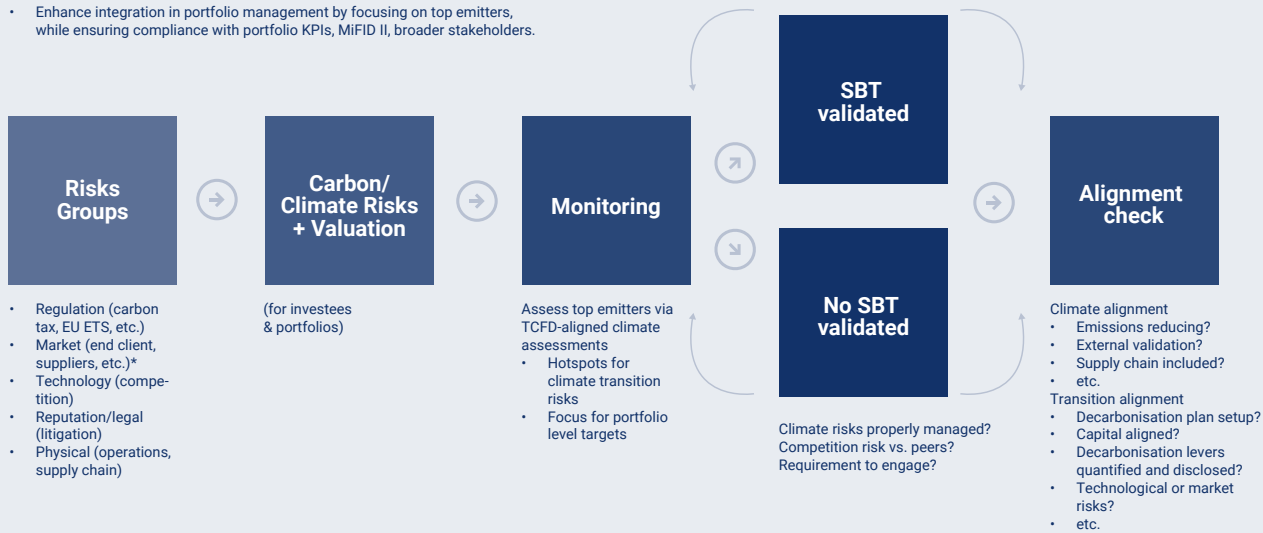 • Enhance integration in portfolio management by focusing on top emitters,
while ensuring compliance with portfolio KPIs, MiFID II, broader stakeholders.
Risks
Groups
• Regulation (carbon
tax, EU ETS, etc.)
• Market (end client,
suppliers, etc.)*
• Technology (compe-
tition)
• Reputation/legal
(litigation)
• Physical (operations,
supply chain)
Carbon/
Climate Risks
+ Valuation
(for investees
& portfolios)
Monitoring
Assess top emitters via
TCFD-aligned climate
assessments
• Hotspots for
climate transition
risks
• Focus for portfolio
level targets
SBT
validated
No SBT
validated
Climate risks properly managed?
Competition risk vs. peers?
Requirement to engage?
Alignment
check
Climate alignment
• Emissions reducing?
• External validation?
• Supply chain included?
• etc.
Transition alignment
• Decarbonisation plan setup?
• Capital aligned?
• Decarbonisation levers
quantified and disclosed?
• Technological or market
risks?
• etc.